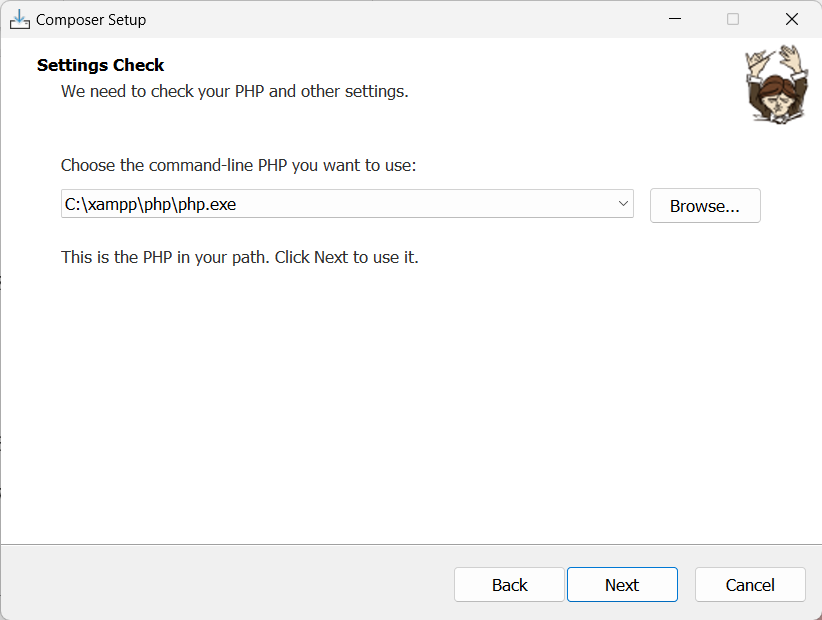 Composer Setup
Settings Check
We need to check your PHP and other settings.
Choose the command-line PHP you want to use:
C:\xampp\php\php.exe
Browse...
This is the PHP in your path. Click Next to use it.
Back
Next
Cancel